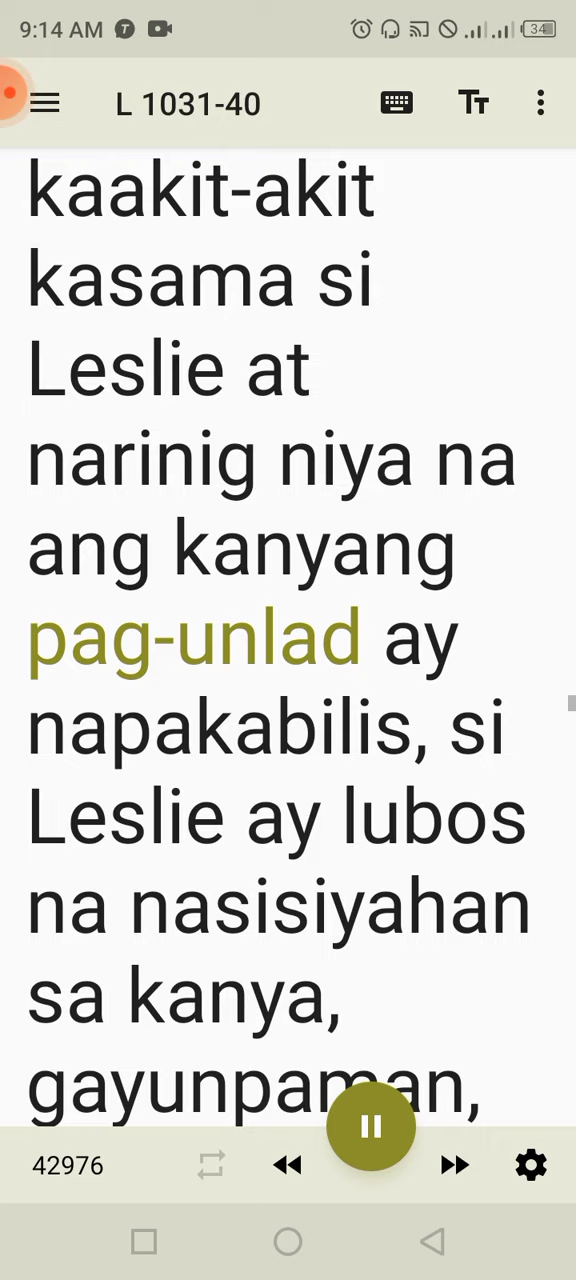 9:14 AM
34
L 1031-40
kaakit-akit
kasama si
Leslie at
narinig niya na
ang kanyang
pag-unlad ay
napakabilis, si
Leslie ay lubos
na nasisiyahan
sa kanya,
gayunpaman,
42976